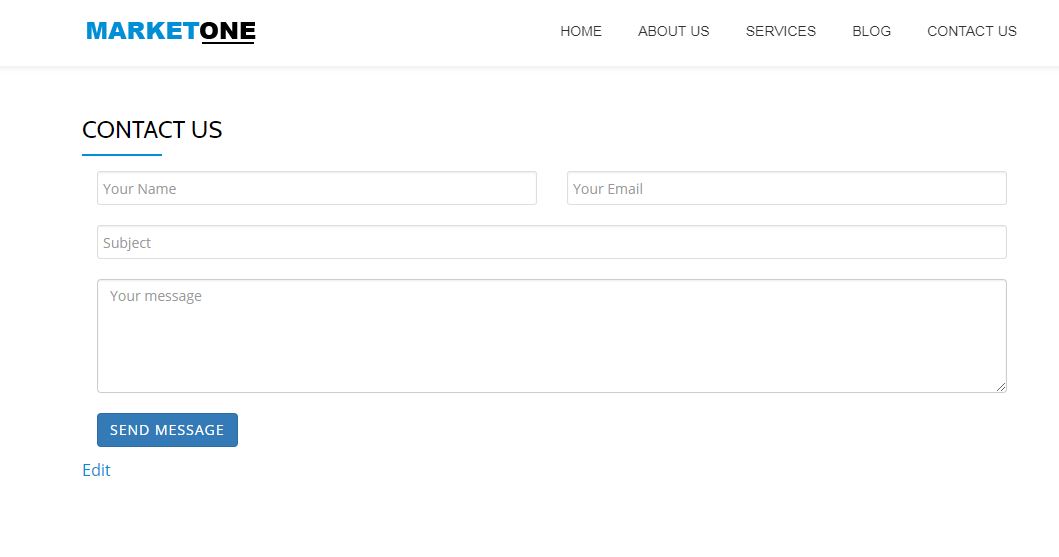 MARKETONE HOME ABOUT US SERVICES BLOG CONTACT US
CONTACT US
Your Name Your Email
Subject
Your message
SEND MESSAGE
Edit